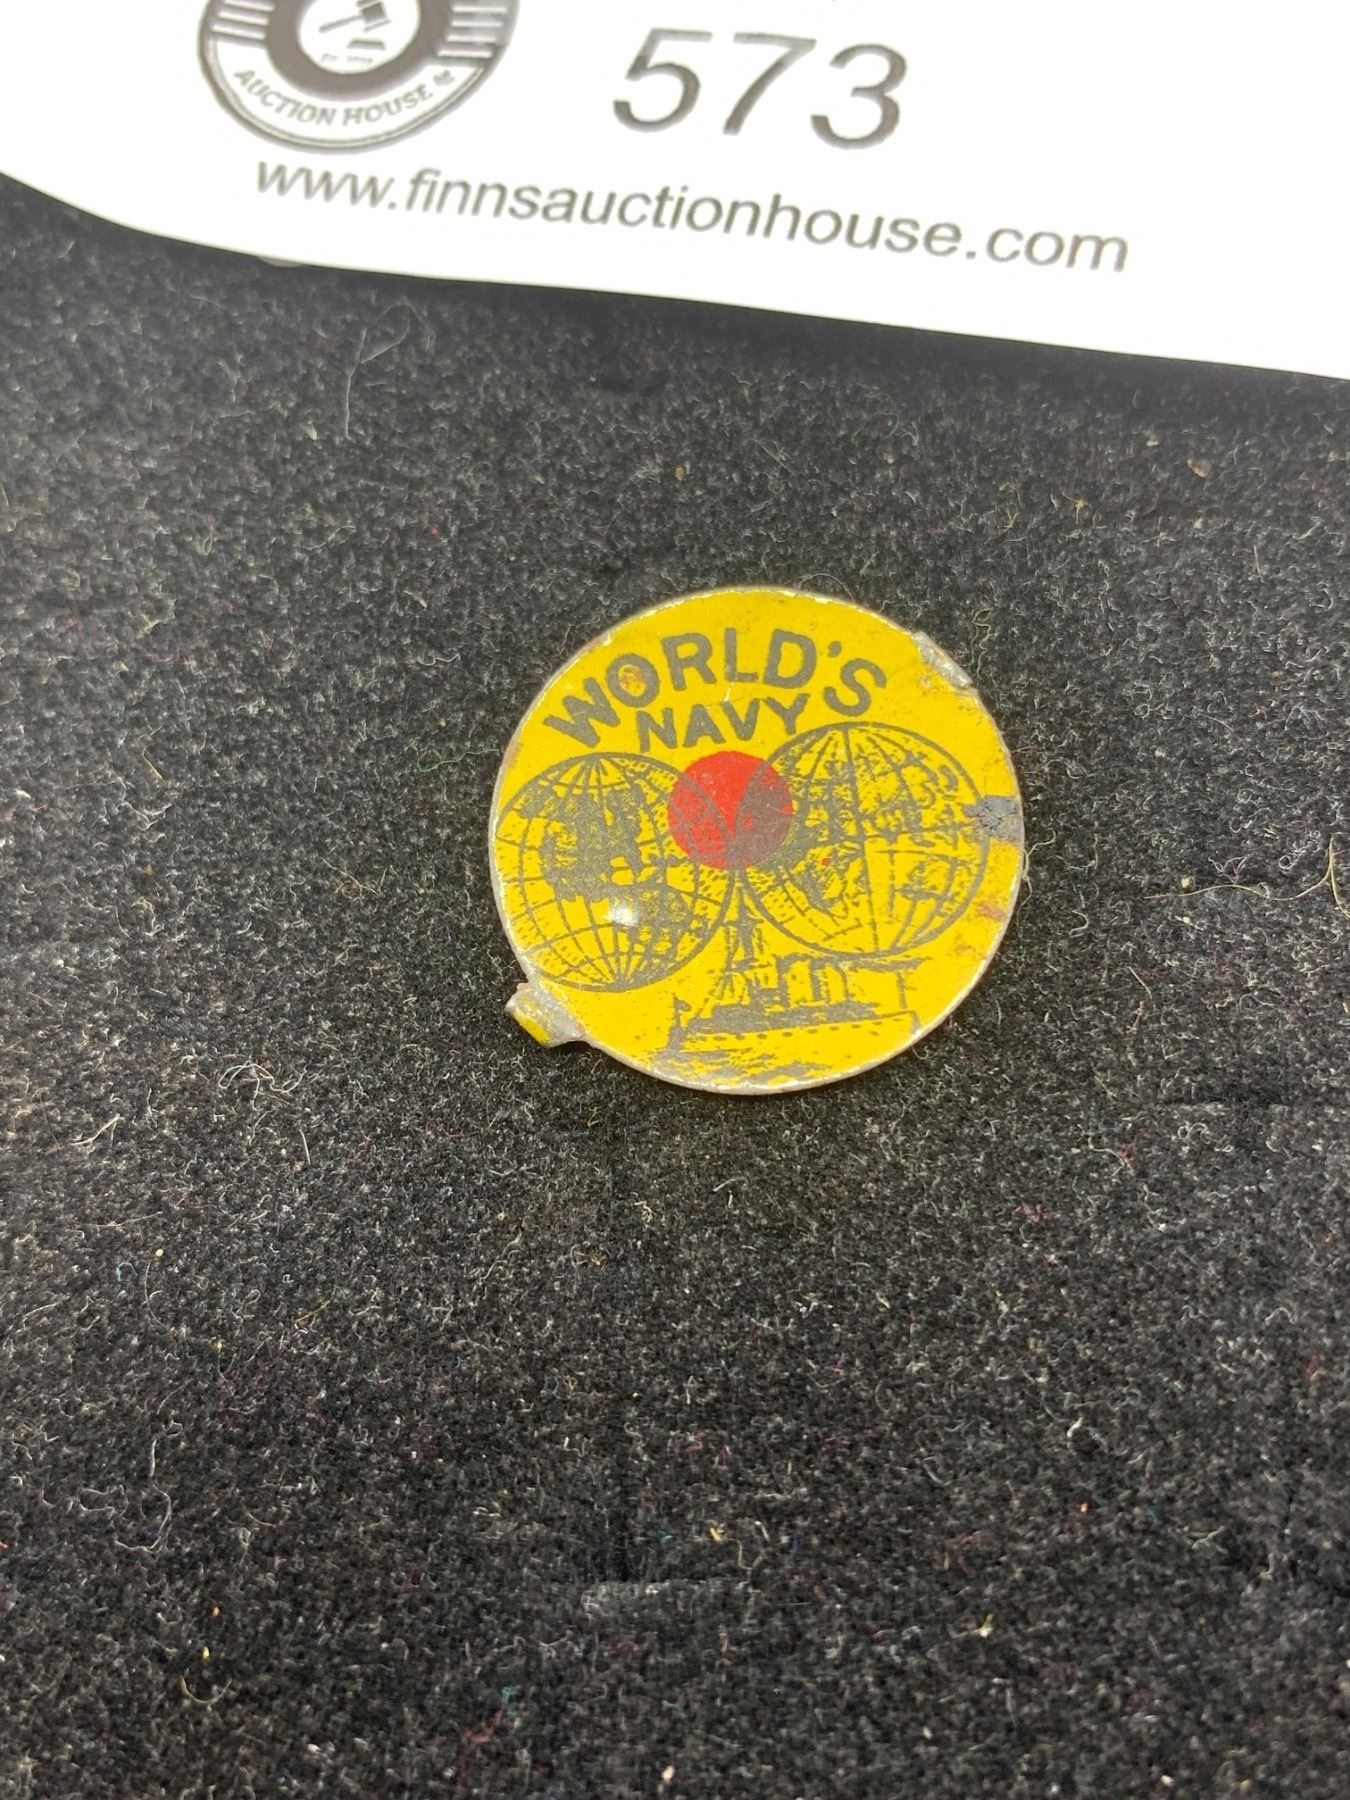 AUCTION HOUSE
573
www.finnsauctionhouse.com
WORLD'S
NAVY